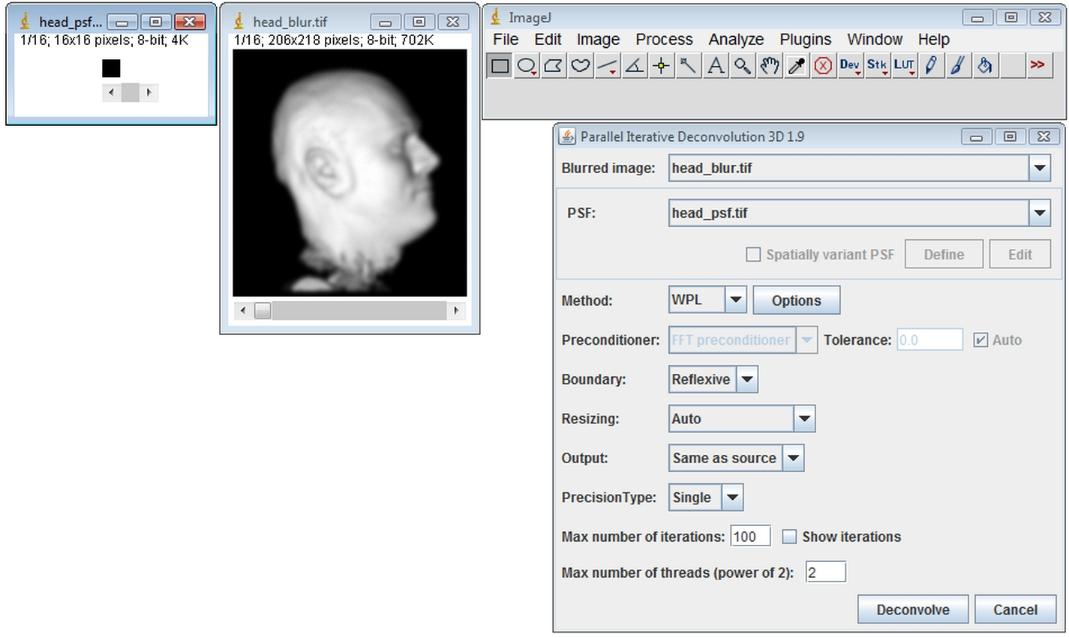 head_psf...
1/16; 16x16 pixels; 8-bit; 4K
head_blur.tif
1/16; 206x218 pixels; 8-bit; 702K
ImageJ
File Edit Image Process Analyze Plugins Window Help
A Dev Stk LUT >>
Parallel Iterative Deconvolution 3D 1.9
Blurred image: head_blur.tif
PSF: head_psf.tif
Spatially variant PSF Define Edit
Method: WPL Options
Preconditioner: FFT preconditioner Tolerance: 0.0 Auto
Boundary: Reflexive
Resizing: Auto
Output: Same as source
PrecisionType: Single
Max number of iterations: 100 Show iterations
Max number of threads (power of 2): 2
Deconvolve Cancel